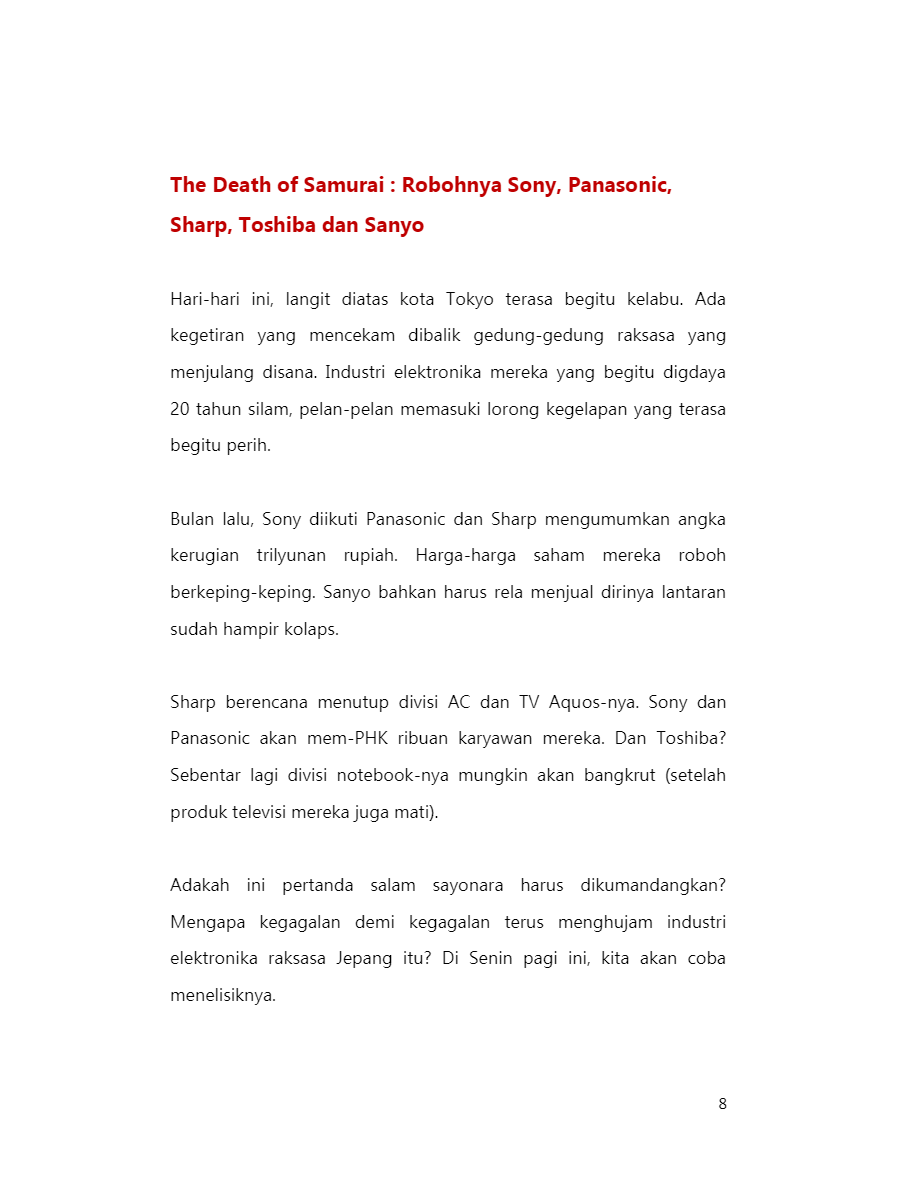 The Death of Samurai : Robohnya Sony, Panasonic,
Sharp, Toshiba dan Sanyo
Hari-hari ini, langit diatas kota Tokyo terasa begitu kelabu. Ada
kegetiran yang mencekam dibalik gedung-gedung raksasa yang
menjulang disana. Industri elektronika mereka yang begitu digdaya
20 tahun silam, pelan-pelan memasuki lorong kegelapan yang terasa
begitu perih.
Bulan lalu, Sony diikuti Panasonic dan Sharp mengumumkan angka
kerugian trilyunan rupiah. Harga-harga saham mereka roboh
berkeping-keping. Sanyo bahkan harus rela menjual dirinya lantaran
sudah hampir kolaps.
Sharp berencana menutup divisi AC dan TV Aquos-nya. Sony dan
Panasonic akan mem-PHK ribuan karyawan mereka. Dan Toshiba?
Sebentar lagi divisi notebook-nya mungkin akan bangkrut (setelah
produk televisi mereka juga mati).
Adakah ini pertanda salam sayonara harus dikumandangkan?
Mengapa kegagalan demi kegagalan terus menghujam industri
elektronika raksasa Jepang itu? Di Senin pagi ini, kita akan coba
menelisiknya.
8